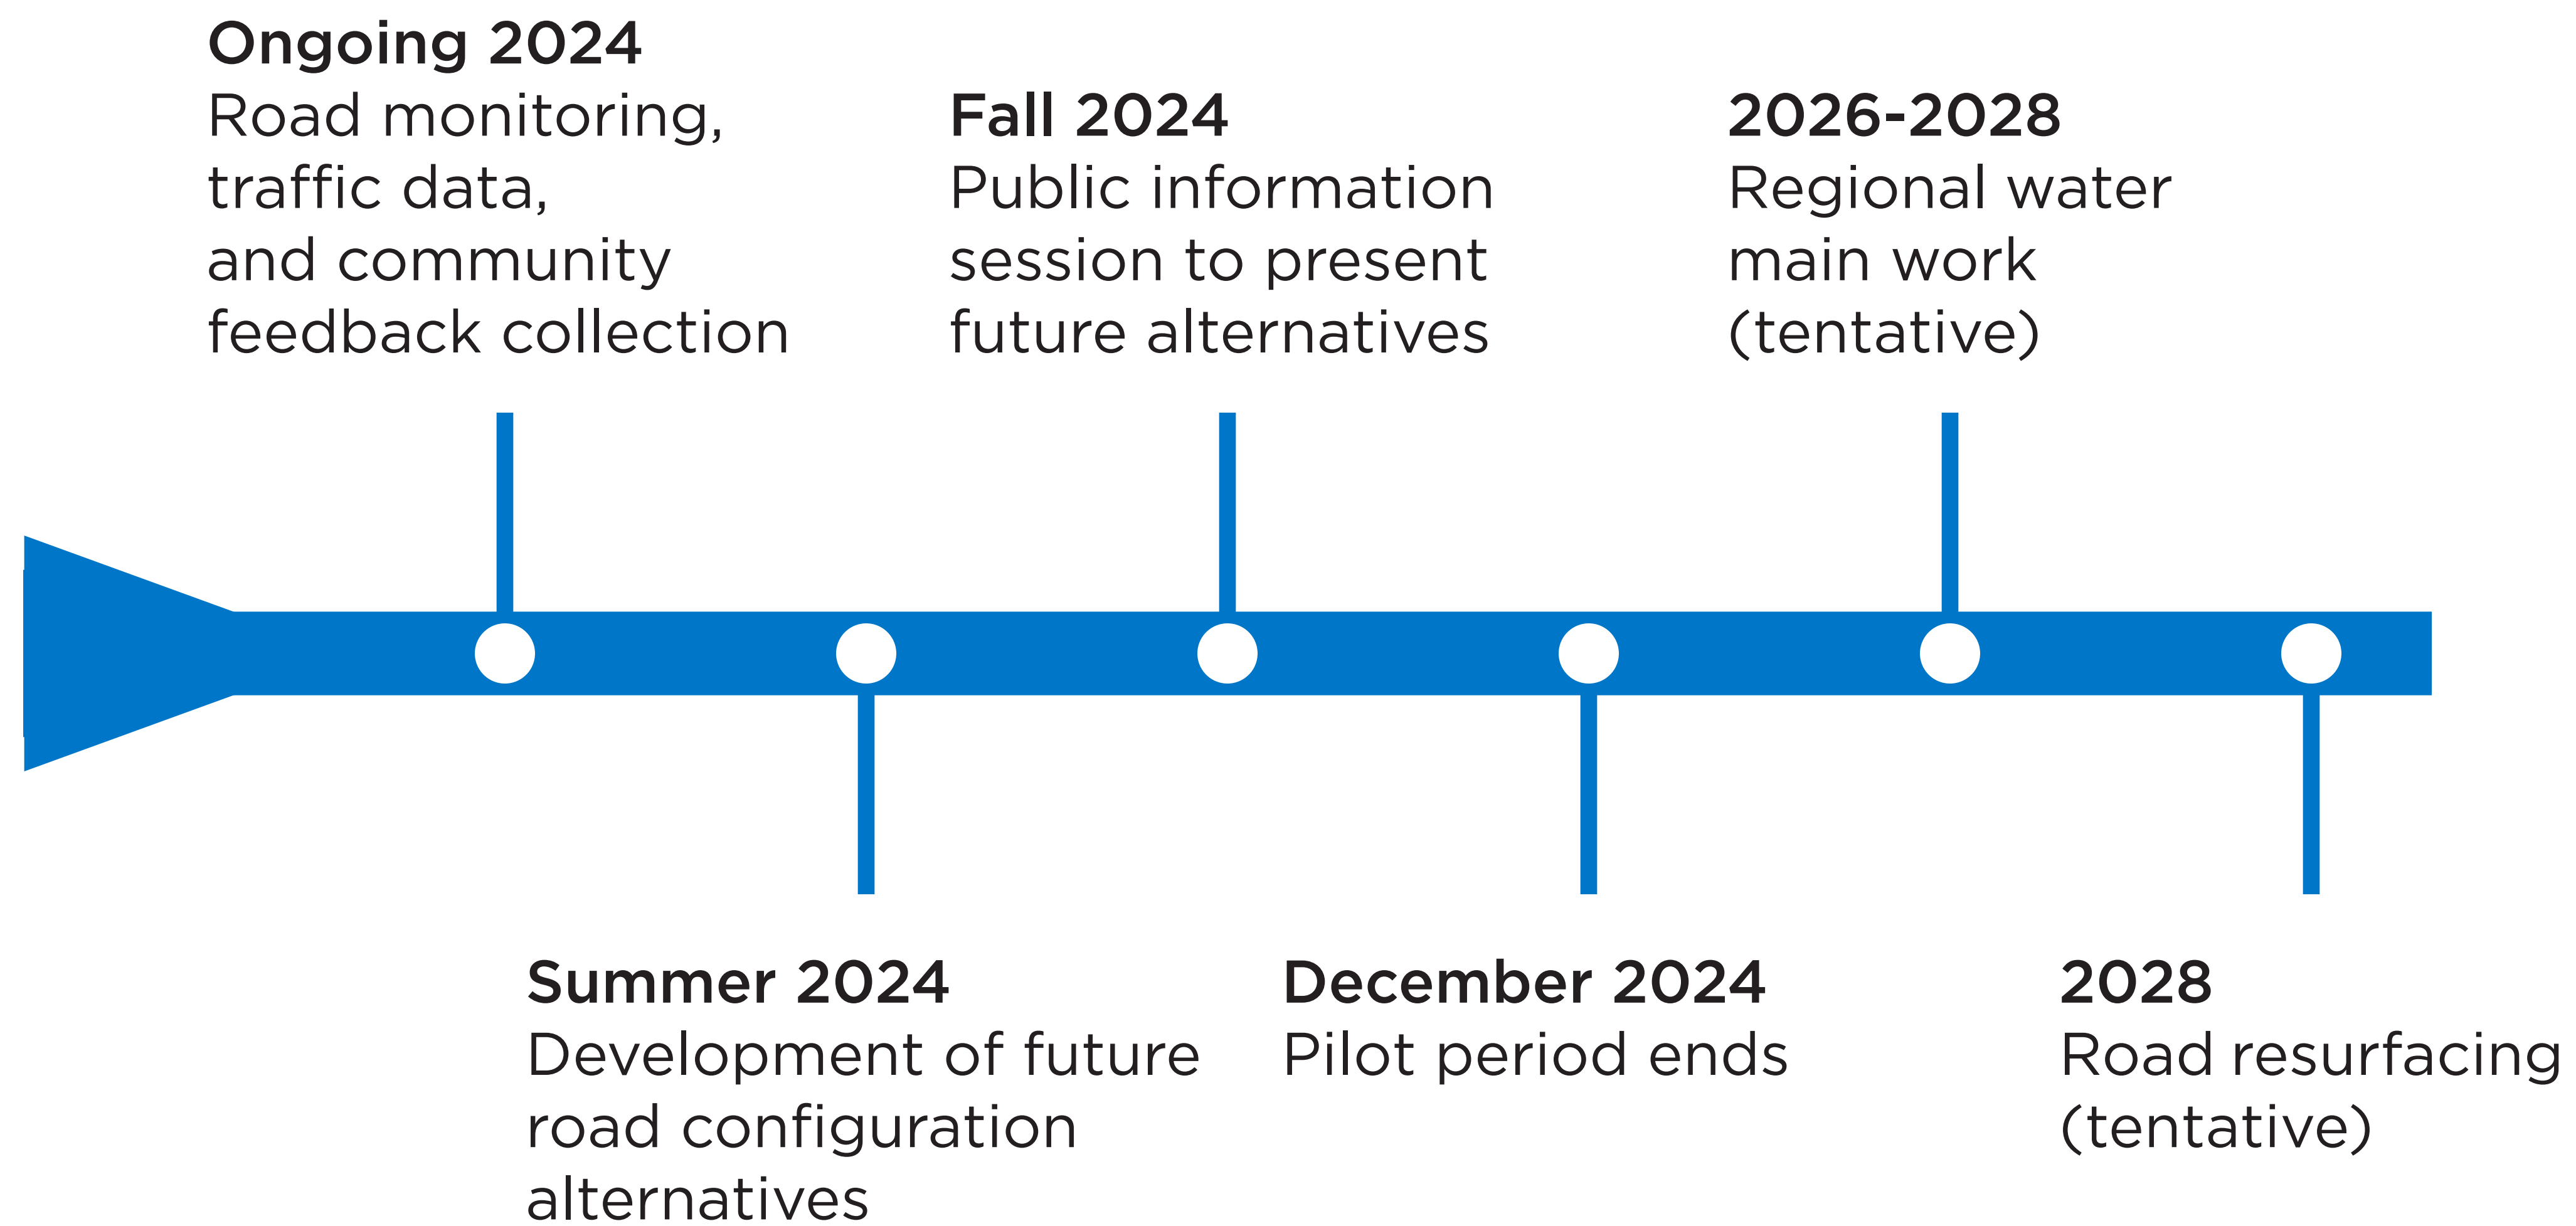 Ongoing 2024
Road monitoring,
traffic data,
and community
feedback collection
Fall 2024
Public information
session to present
future alternatives
2026-2028
Regional water
main work
(tentative)
Summer 2024
Development of future
road configuration
alternatives
December 2024
Pilot period ends
2028
Road resurfacing
(tentative)